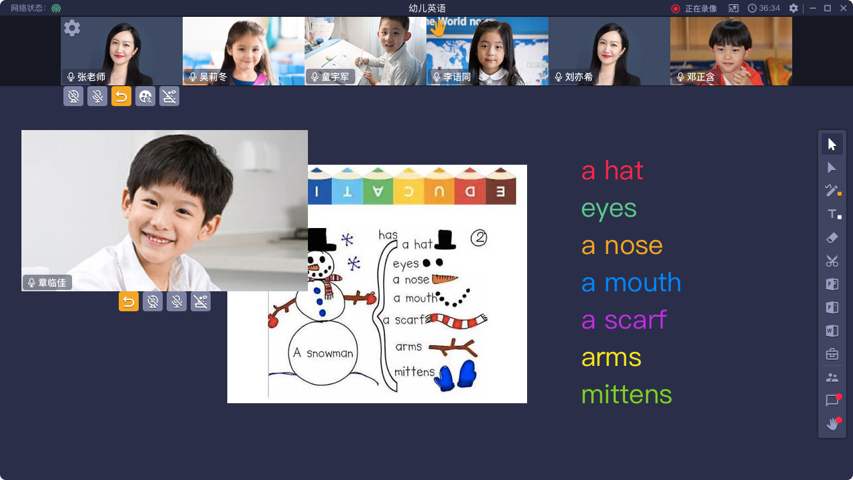 网络状态:
幼儿英语
正在录像
36:34
The World now
张老师
吴莉冬
童宇军
李语同
刘亦希
邓正含
章临佳
EDUCATI
has
a hat
②
eyes
a nose
a mouth
a scarf
arms
mittens
A snowman
a hat
eyes
a nose
a mouth
a scarf
arms
mittens
T